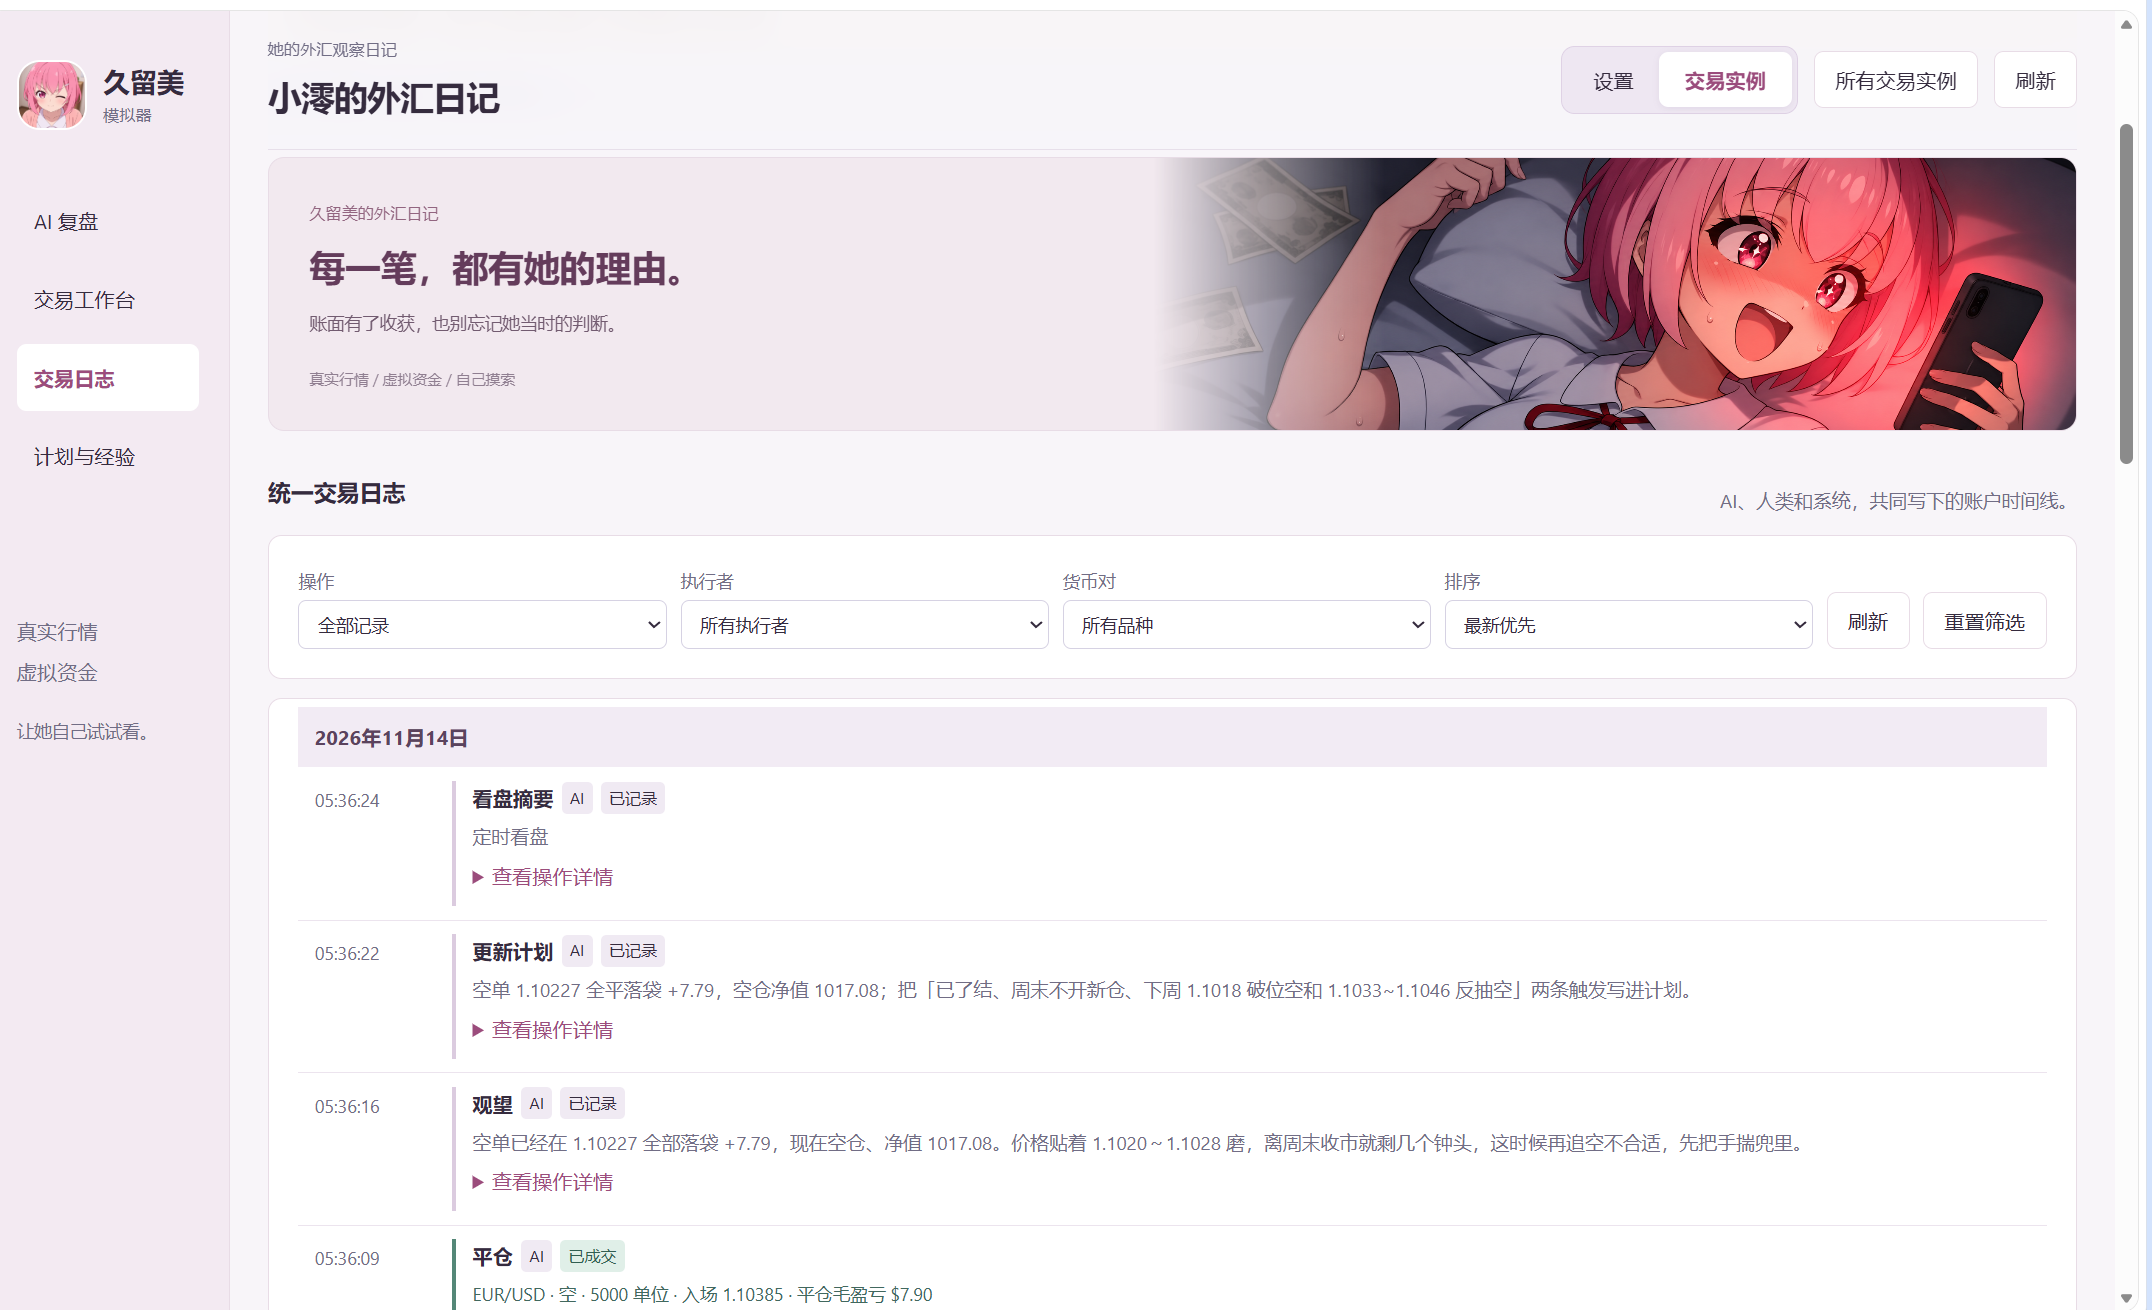 久留美
模拟器
AI 复盘
交易工作台
交易日志
计划与经验
真实行情
虚拟资金
让她自己试试看。
她的外汇观察日记
小澪的外汇日记
设置
交易实例
所有交易实例
刷新
久留美的外汇日记
每一笔，都有她的理由。
账面有了收获，也别忘记她当时的判断。
真实行情 / 虚拟资金 / 自己摸索
统一交易日志
AI、人类和系统，共同写下的账户时间线。
操作
全部记录
执行者
所有执行者
货币对
所有品种
排序
最新优先
刷新
重置筛选
2026年11月14日
05:36:24
看盘摘要 AI 已记录
定时看盘
▶ 查看操作详情
05:36:22
更新计划 AI 已记录
空单 1.10227 全平落袋 +7.79，空仓净值 1017.08；把「已了结、周末不开新仓、下周 1.1018 破位空和 1.1033~1.1046 反抽空」两条触发写进计划。
▶ 查看操作详情
05:36:16
观望 AI 已记录
空单已经在 1.10227 全部落袋 +7.79，现在空仓、净值 1017.08。价格贴着 1.1020～1.1028 磨，离周末收市就剩几个钟头，这时候再追空不合适，先把手揣兜里。
▶ 查看操作详情
05:36:09
平仓 AI 已成交
EUR/USD · 空 · 5000 单位 · 入场 1.10385 · 平仓毛盈亏 $7.90